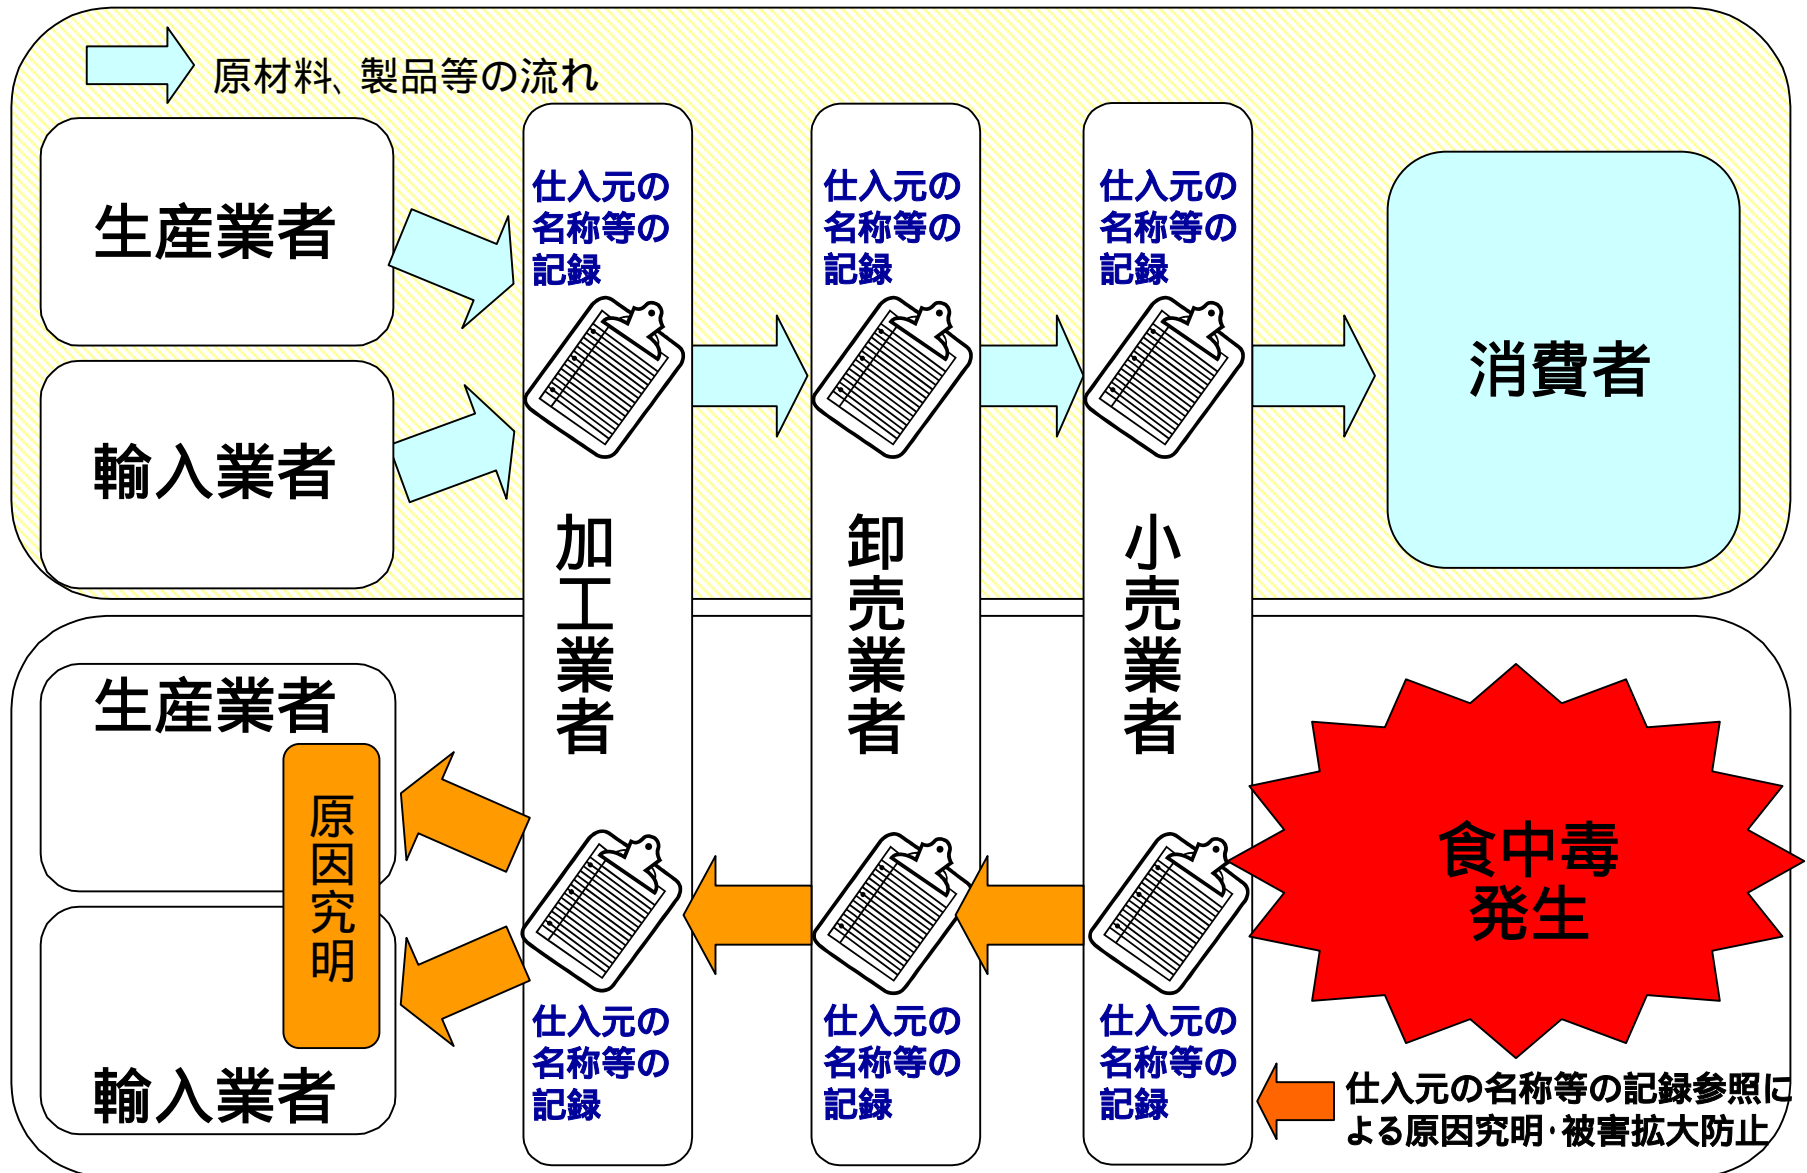 原材料、製品等の流れ
生産業者
輸入業者
仕入元の
名称等の
記録
加工業者
仕入元の
名称等の
記録
卸売業者
仕入元の
名称等の
記録
小売業者
消費者
生産業者
原因究明
輸入業者
仕入元の
名称等の
記録
仕入元の
名称等の
記録
仕入元の
名称等の
記録
食中毒
発生
仕入元の名称等の記録参照に
よる原因究明・被害拡大防止